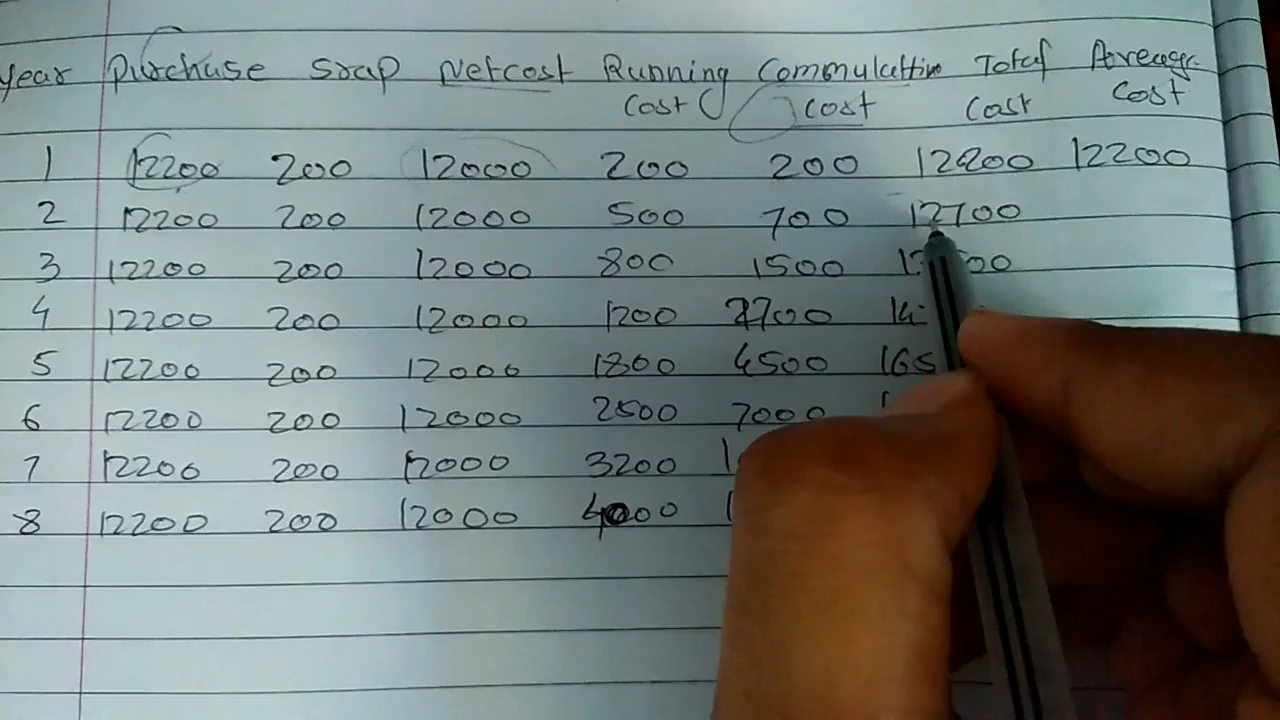 year purchase srap Netcost Running Commulcettive Total Avreage
cost cost cost cost
1 12200 200 12000 200 200 12200 12200
2 12200 200 12000 500 700 12700
3 12200 200 12000 800 1500
4 12200 200 12000 1200 2700
5 12200 200 12000 1800 4500
6 12200 200 12000 2500 7000
7 12200 200 12000 3200
8 12200 200 12000 4000